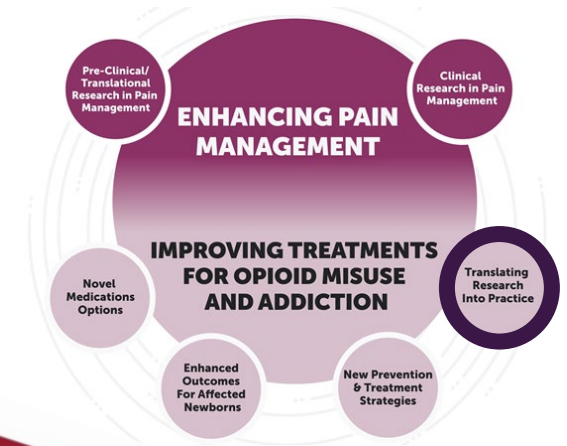 Pre-Clinical/
Translational
Research in Pain
Management
Clinical
Research in Pain
Management
ENHANCING PAIN
MANAGEMENT
IMPROVING TREATMENTS
FOR OPIOID MISUSE
AND ADDICTION
Novel
Medications
Options
Translating
Research
Into Practice
Enhanced
Outcomes
For Affected
Newborns
New Prevention
& Treatment
Strategies